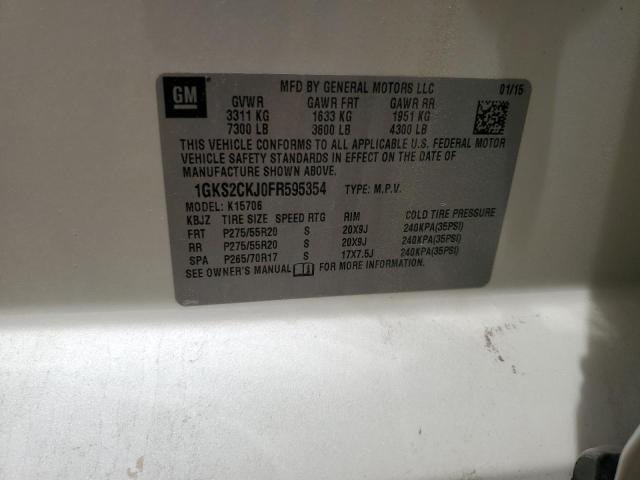 GM
MFD BY GENERAL MOTORS LLC 01/15
GVWR GAWR FRT GAWR RR
3311 KG 1633 KG 1951 KG
7300 LB 3600 LB 4300 LB
THIS VEHICLE CONFORMS TO ALL APPLICABLE U.S. FEDERAL MOTOR
VEHICLE SAFETY STANDARDS IN EFFECT ON THE DATE OF
MANUFACTURE SHOWN ABOVE.
1GKS2CKJ0FR595354 TYPE: M.P.V.
MODEL: K15706
KBJZ TIRE SIZE SPEED RTG RIM COLD TIRE PRESSURE
FRT P275/55R20 S 20X9J 240KPA(35PSI)
RR P275/55R20 S 20X9J 240KPA(35PSI)
SPA P265/70R17 S 17X7.5J 240KPA(35PSI)
SEE OWNER'S MANUAL FOR MORE INFORMATION.